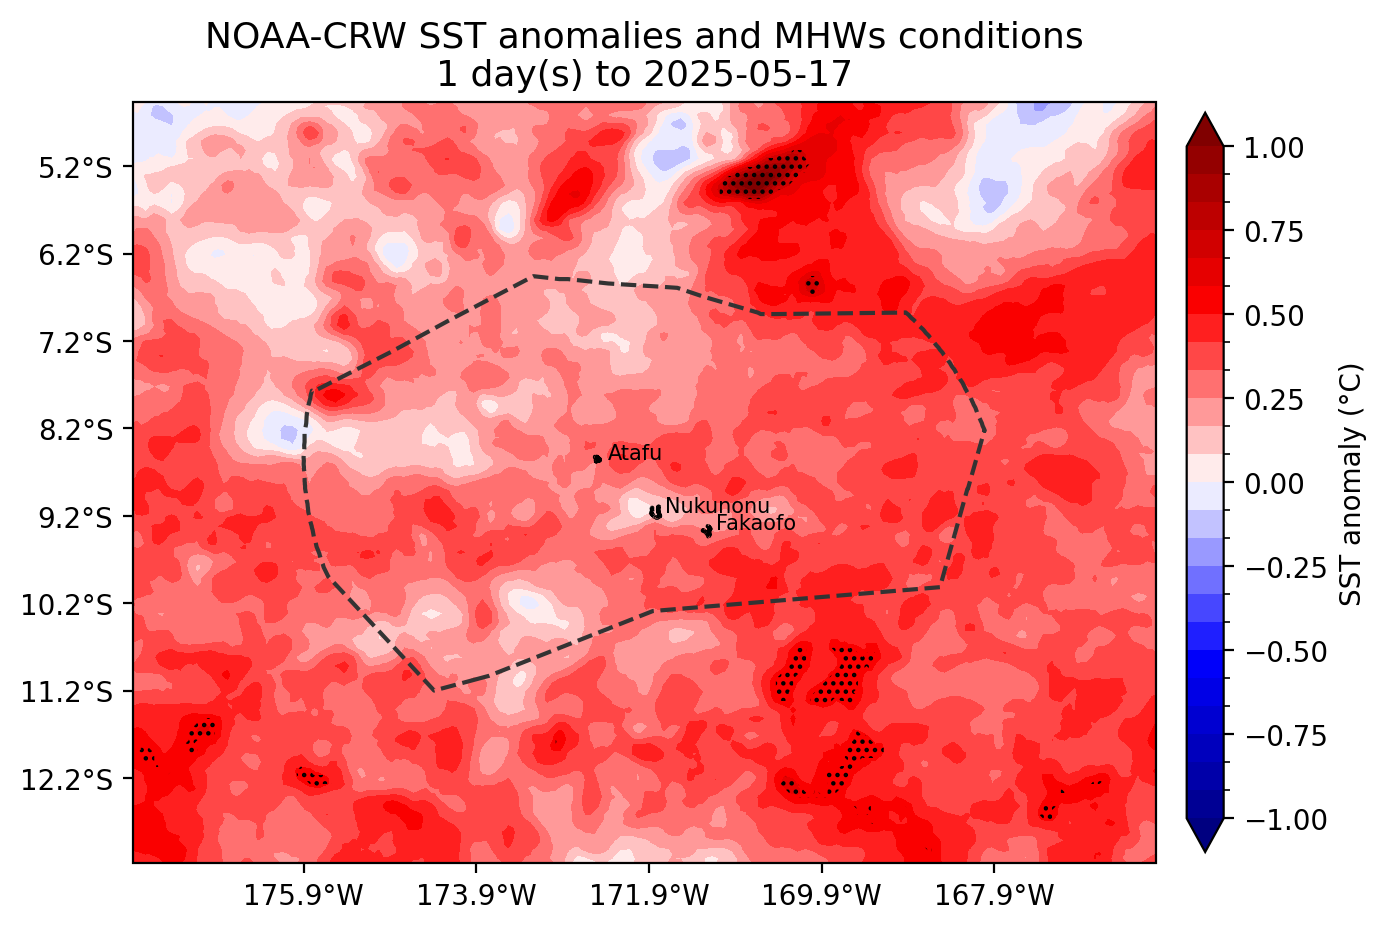 NOAA-CRW SST anomalies and MHWs conditions
1 day(s) to 2025-05-17
5.2°S
6.2°S
7.2°S
8.2°S
9.2°S
10.2°S
11.2°S
12.2°S
Atafu
Nukunonu
Fakaofo
175.9°W
173.9°W
171.9°W
169.9°W
167.9°W
1.00
0.75
0.50
0.25
0.00
−0.25
−0.50
−0.75
−1.00
SST anomaly (°C)